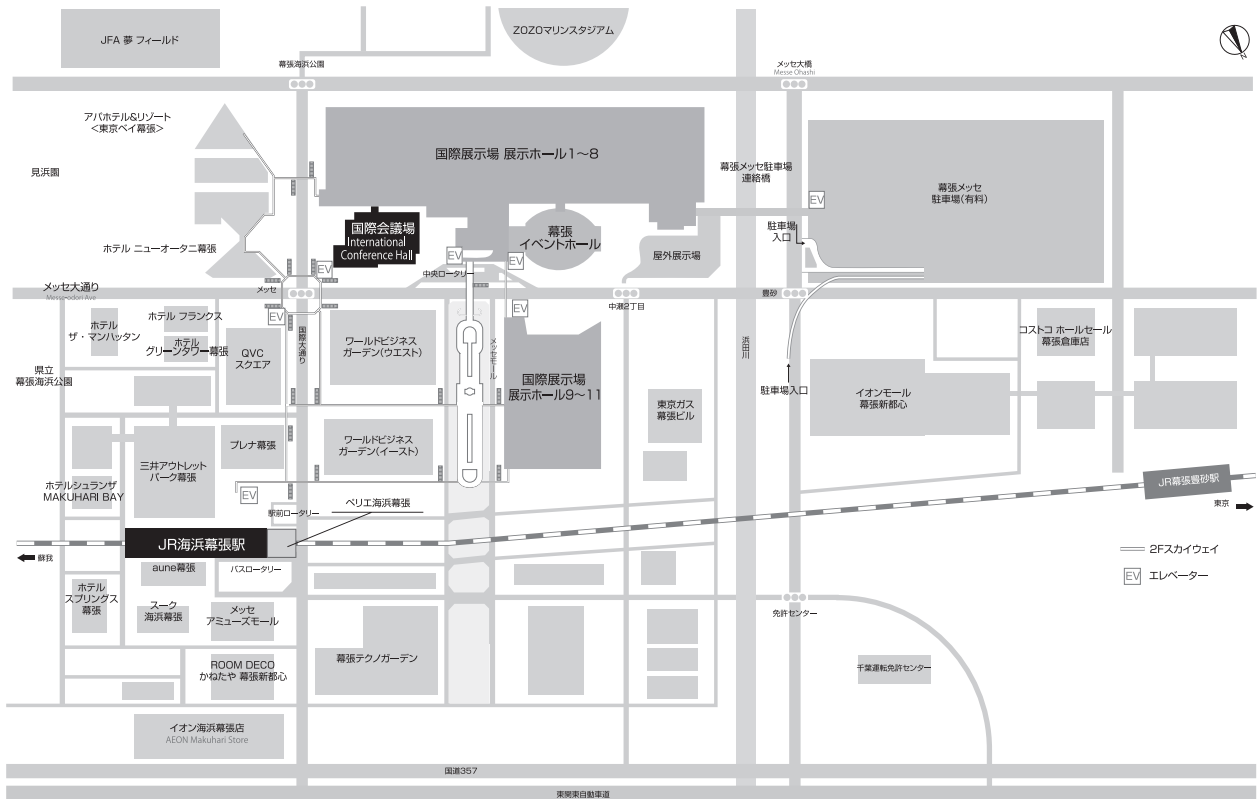 JFA 夢 フィールド
ZOZOマリンスタジアム
N
幕張海浜公園
メッセ大橋
Messe Ohashi
アパホテル&リゾート
<東京ベイ幕張>
見浜園
国際展示場 展示ホール1～8
幕張メッセ駐車場
連絡橋
幕張メッセ
駐車場(有料)
EV
国際会議場
International
Conference Hall
幕張
イベントホール
駐車場
入口
ホテル ニューオータニ幕張
EV
EV
EV
屋外展示場
中央ロータリー
メッセ大通り
Messe-odori Ave
メッセ
中瀬2丁目
豊砂
EV
EV
ホテル
ザ・マンハッタン
ホテル フランクス
ホテル
グリーンタワー幕張
QVC
スクエア
国際大通り
ワールドビジネス
ガーデン(ウエスト)
メッセモール
浜田川
コストコ ホールセール
幕張倉庫店
県立
幕張海浜公園
国際展示場
展示ホール9～11
駐車場入口
イオンモール
幕張新都心
東京ガス
幕張ビル
プレナ幕張
ワールドビジネス
ガーデン(イースト)
三井アウトレット
パーク幕張
ホテルシュランザ
MAKUHARI BAY
EV
駅前ロータリー
ペリエ海浜幕張
JR幕張豊砂駅
東京
JR海浜幕張駅
蘇我
aune幕張
バスロータリー
2Fスカイウェイ
EV エレベーター
ホテル
スプリングス
幕張
スーク
海浜幕張
メッセ
アミューズモール
免許センター
ROOM DECO
かねたや 幕張新都心
幕張テクノガーデン
千葉運転免許センター
イオン海浜幕張店
AEON Makuhari Store
国道357
東関東自動車道